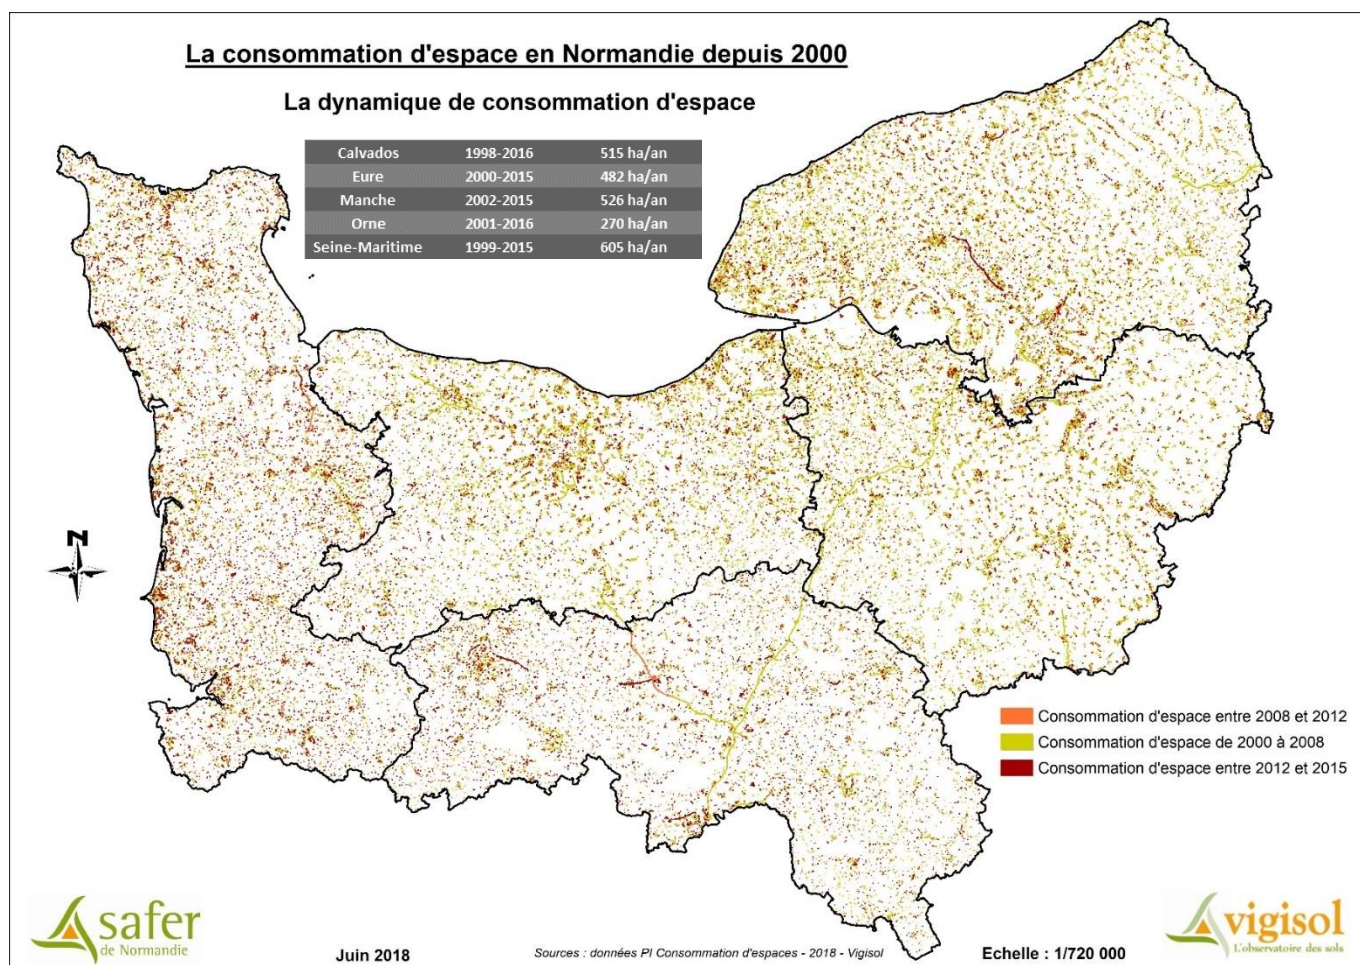 La consommation d'espace en Normandie depuis 2000
La dynamique de consommation d'espace
Calvados 1998-2016 515 ha/an
Eure 2000-2015 482 ha/an
Manche 2002-2015 526 ha/an
Orne 2001-2016 270 ha/an
Seine-Maritime 1999-2015 605 ha/an
N
Consommation d'espace entre 2008 et 2012
Consommation d'espace de 2000 à 2008
Consommation d'espace entre 2012 et 2015
safer
de Normandie
Juin 2018
Sources : données PI Consommation d'espaces - 2018 - Vigisol
Echelle : 1/720 000
vigisol
L'observatoire des sols